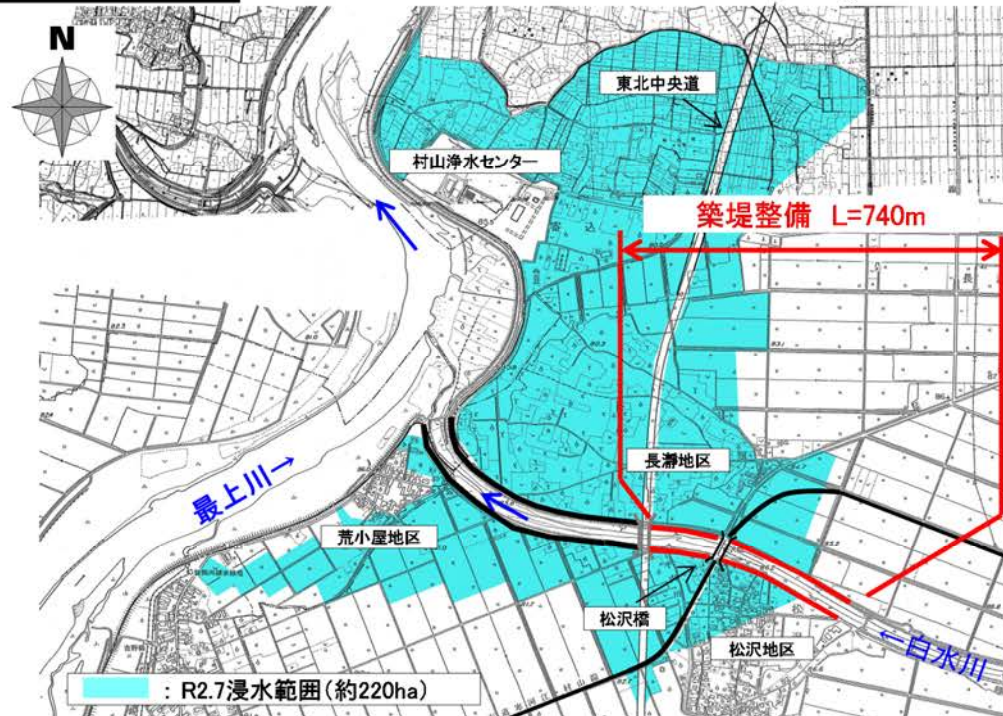 N
東北中央道
村山浄水センター
築堤整備 L=740m
長瀞地区
最上川→
荒小屋地区
松沢橋
松沢地区
←白水川
：R2.7浸水範囲(約220ha)